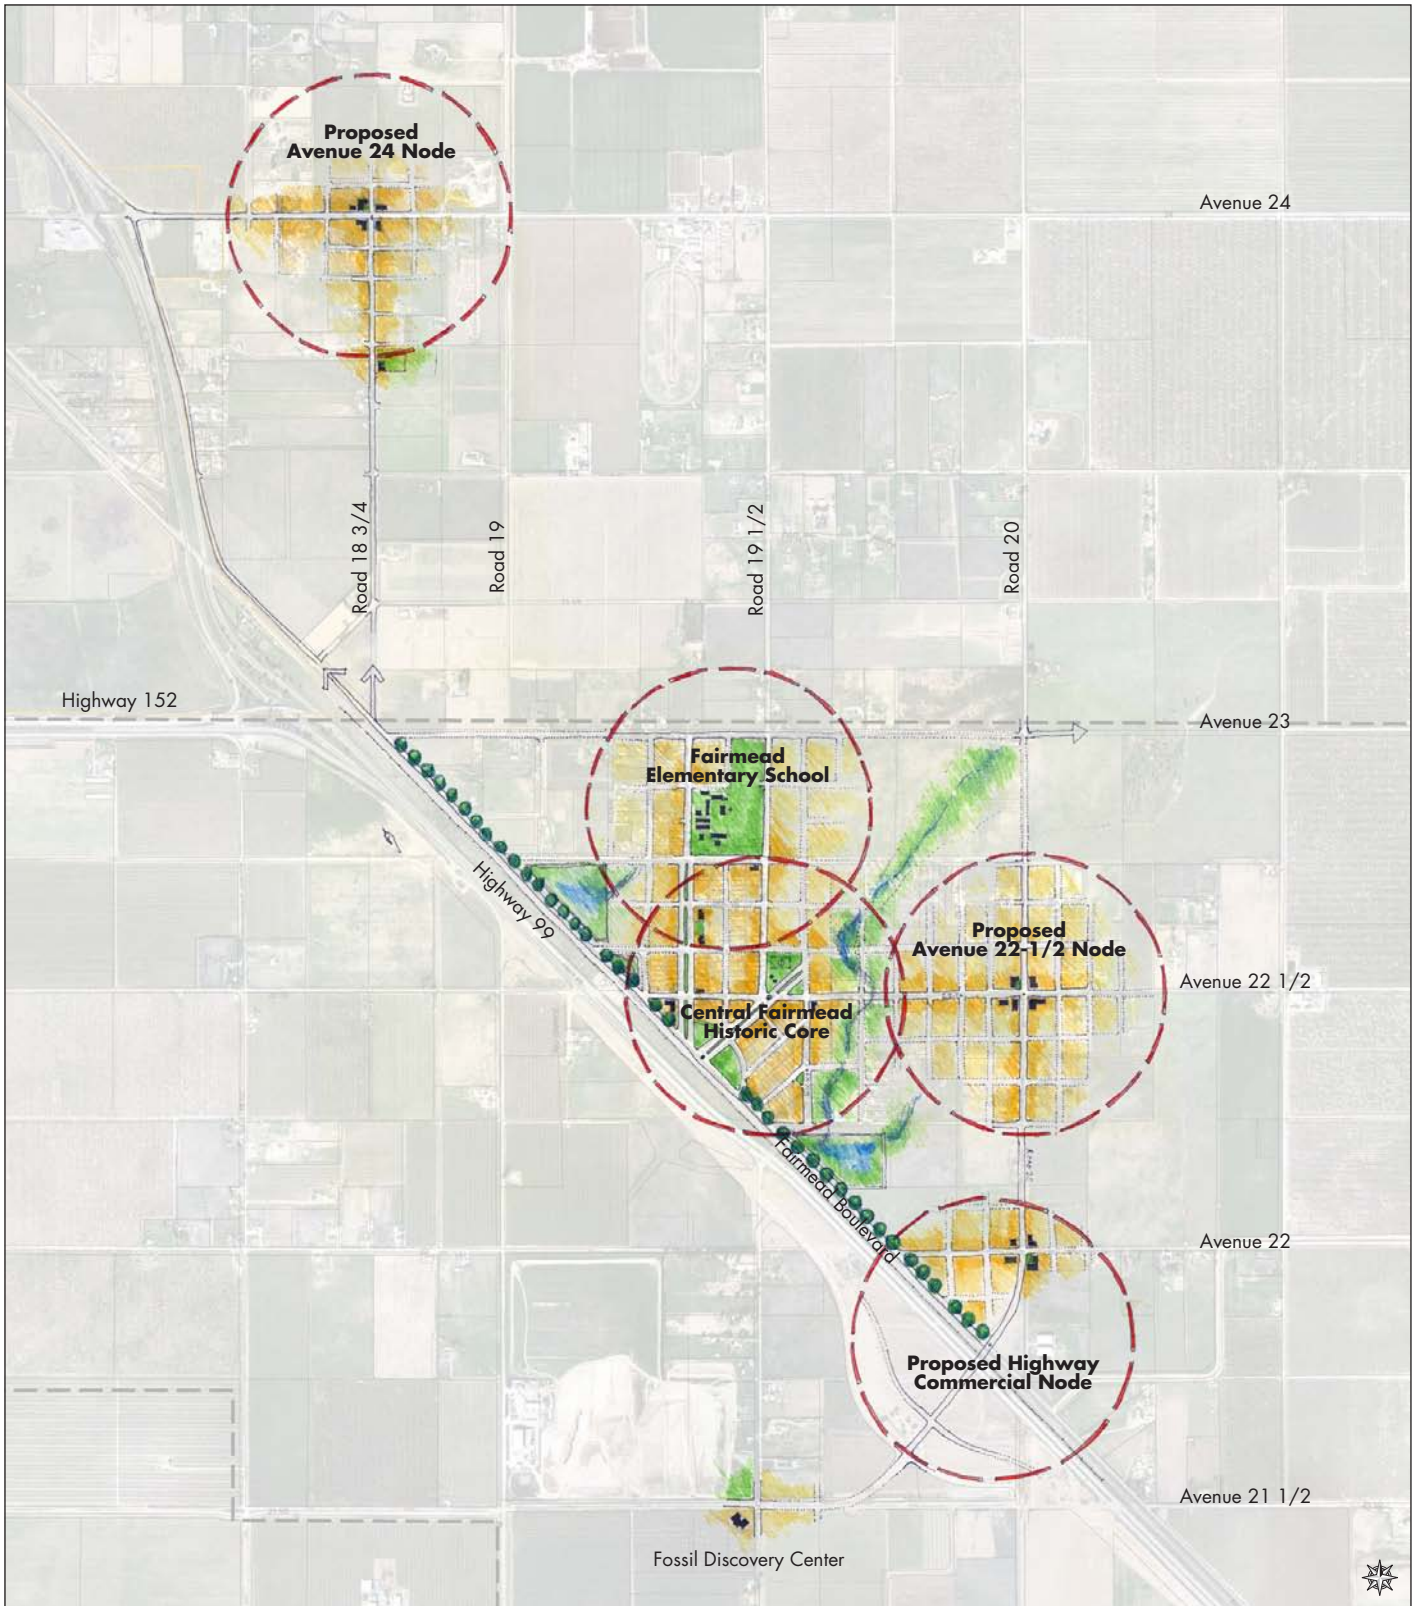 Proposed
Avenue 24 Node
Avenue 24
Road 18 3/4
Road 19
Road 19 1/2
Road 20
Highway 152
Avenue 23
Fairmead
Elementary School
Highway 99
Proposed
Avenue 22-1/2 Node
Avenue 22 1/2
Central Fairmead
Historic Core
Fairmead Boulevard
Avenue 22
Proposed Highway
Commercial Node
Avenue 21 1/2
Fossil Discovery Center